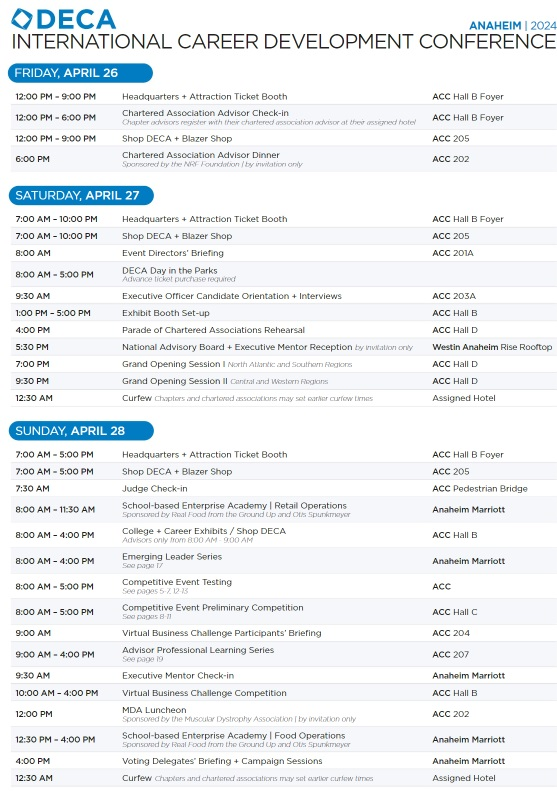 DECA
ANAHEIM | 2024
INTERNATIONAL CAREER DEVELOPMENT CONFERENCE
FRIDAY, APRIL 26
12:00 PM – 9:00 PM Headquarters + Attraction Ticket Booth ACC Hall B Foyer
12:00 PM – 6:00 PM Chartered Association Advisor Check-in ACC Hall B Foyer
Chapter advisors register with their chartered association advisor at their assigned hotel
12:00 PM – 9:00 PM Shop DECA + Blazer Shop ACC 205
6:00 PM Chartered Association Advisor Dinner ACC 202
Sponsored by the NRF Foundation | by invitation only
SATURDAY, APRIL 27
7:00 AM – 10:00 PM Headquarters + Attraction Ticket Booth ACC Hall B Foyer
7:00 AM – 10:00 PM Shop DECA + Blazer Shop ACC 205
8:00 AM Event Directors' Briefing ACC 201A
8:00 AM – 5:00 PM DECA Day in the Parks
Advance ticket purchase required
9:30 AM Executive Officer Candidate Orientation + Interviews ACC 203A
1:00 PM – 5:00 PM Exhibit Booth Set-up ACC Hall B
4:00 PM Parade of Chartered Associations Rehearsal ACC Hall D
5:30 PM National Advisory Board + Executive Mentor Reception by invitation only Westin Anaheim Rise Rooftop
7:00 PM Grand Opening Session I North Atlantic and Southern Regions ACC Hall D
9:30 PM Grand Opening Session II Central and Western Regions ACC Hall D
12:30 AM Curfew Chapters and chartered associations may set earlier curfew times Assigned Hotel
SUNDAY, APRIL 28
7:00 AM – 5:00 PM Headquarters + Attraction Ticket Booth ACC Hall B Foyer
7:00 AM – 5:00 PM Shop DECA + Blazer Shop ACC 205
7:30 AM Judge Check-in ACC Pedestrian Bridge
8:00 AM – 11:30 AM School-based Enterprise Academy | Retail Operations Anaheim Marriott
Sponsored by Real Food from the Ground Up and Otis Spunkmeyer
8:00 AM – 4:00 PM College + Career Exhibits / Shop DECA ACC Hall B
Advisors only from 8:00 AM - 9:00 AM
8:00 AM – 4:00 PM Emerging Leader Series Anaheim Marriott
See page 17
8:00 AM – 5:00 PM Competitive Event Testing ACC
See pages 5-7, 12-13
8:00 AM – 5:00 PM Competitive Event Preliminary Competition ACC Hall C
See pages 8-11
9:00 AM Virtual Business Challenge Participants' Briefing ACC 204
9:00 AM – 4:00 PM Advisor Professional Learning Series ACC 207
See page 19
9:30 AM Executive Mentor Check-in Anaheim Marriott
10:00 AM – 4:00 PM Virtual Business Challenge Competition ACC Hall B
12:00 PM MDA Luncheon ACC 202
Sponsored by the Muscular Dystrophy Association | by invitation only
12:30 PM – 4:00 PM School-based Enterprise Academy | Food Operations Anaheim Marriott
Sponsored by Real Food from the Ground Up and Otis Spunkmeyer
4:00 PM Voting Delegates' Briefing + Campaign Sessions Anaheim Marriott
12:30 AM Curfew Chapters and chartered associations may set earlier curfew times Assigned Hotel